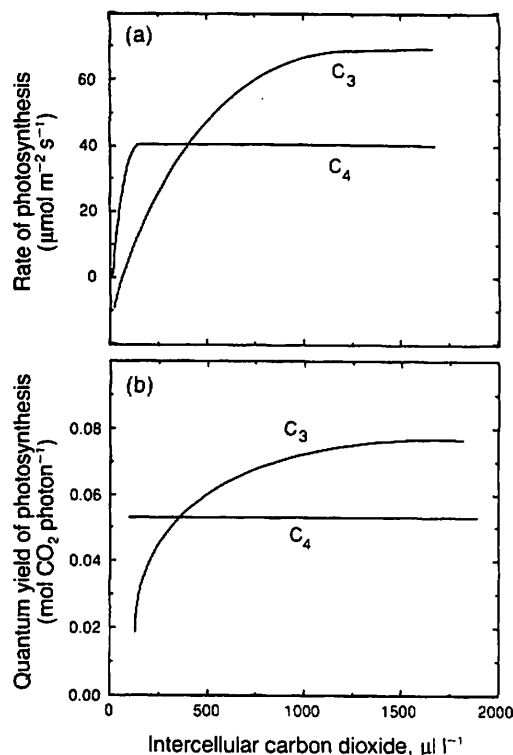 (a)
60
40
20
0
C₃
C₄
Rate of photosynthesis
(μmol m⁻² s⁻¹)
(b)
0.08
0.06
0.04
0.02
0.00
C₃
C₄
Quantum yield of photosynthesis
(mol CO₂ photon⁻¹)
0 500 1000 1500 2000
Intercellular carbon dioxide, μl l⁻¹